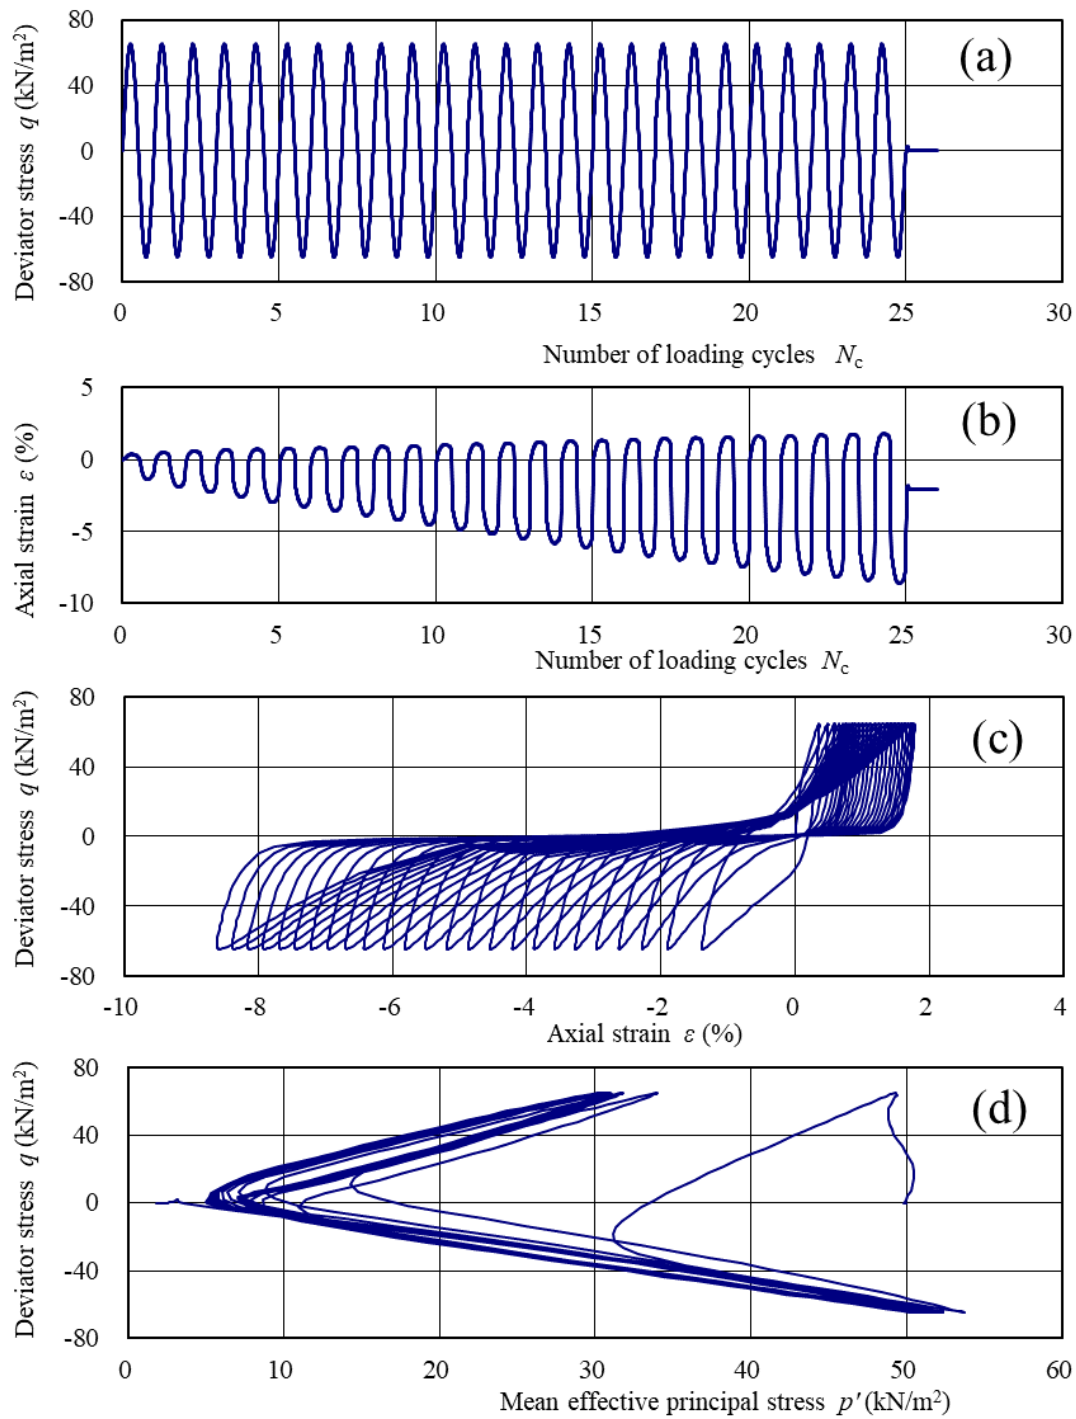 80
40
0
-40
-80
Deviator stress q (kN/m²)
(a)
0 5 10 15 20 25 30
Number of loading cycles Nc
5
0
-5
-10
Axial strain ε (%)
(b)
0 5 10 15 20 25 30
Number of loading cycles Nc
80
40
0
-40
-80
Deviator stress q (kN/m²)
(c)
-10 -8 -6 -4 -2 0 2 4
Axial strain ε (%)
80
40
0
-40
-80
Deviator stress q (kN/m²)
(d)
0 10 20 30 40 50 60
Mean effective principal stress p′ (kN/m²)